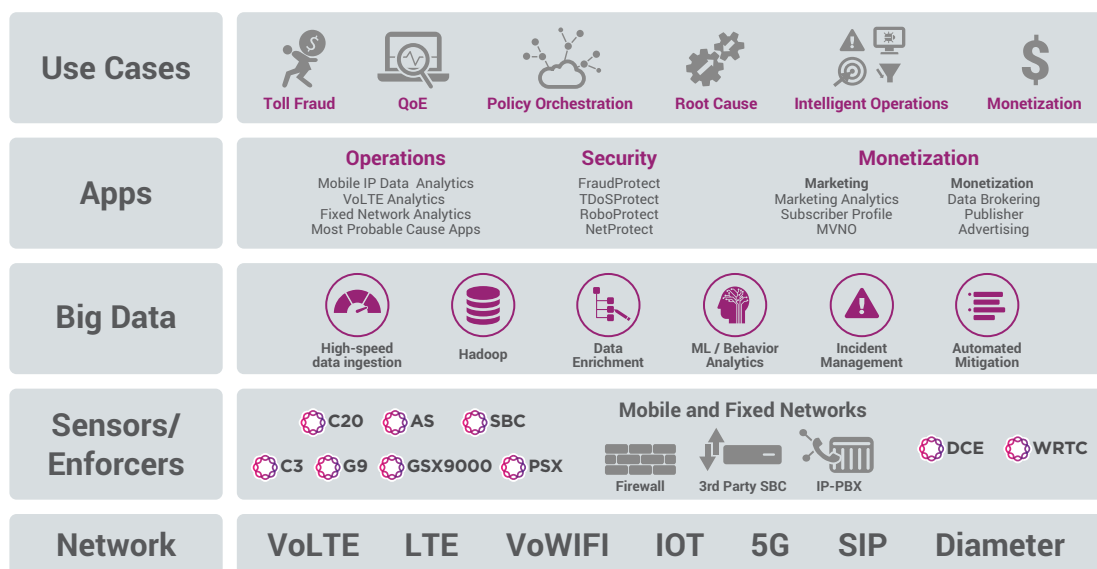 Use Cases
Toll Fraud
QoE
Policy Orchestration
Root Cause
Intelligent Operations
Monetization
Apps
Operations
Mobile IP Data Analytics
VoLTE Analytics
Fixed Network Analytics
Most Probable Cause Apps
Security
FraudProtect
TDoSProtect
RoboProtect
NetProtect
Monetization
Marketing
Marketing Analytics
Subscriber Profile
MVNO
Monetization
Data Brokering
Publisher
Advertising
Big Data
High-speed
data ingestion
Hadoop
Data
Enrichment
ML / Behavior
Analytics
Incident
Management
Automated
Mitigation
Sensors/
Enforcers
C20
AS
SBC
C3
G9
GSX9000
PSX
Mobile and Fixed Networks
Firewall
3rd Party SBC
IP-PBX
DCE
WRTC
Network
VoLTE
LTE
VoWIFI
IOT
5G
SIP
Diameter